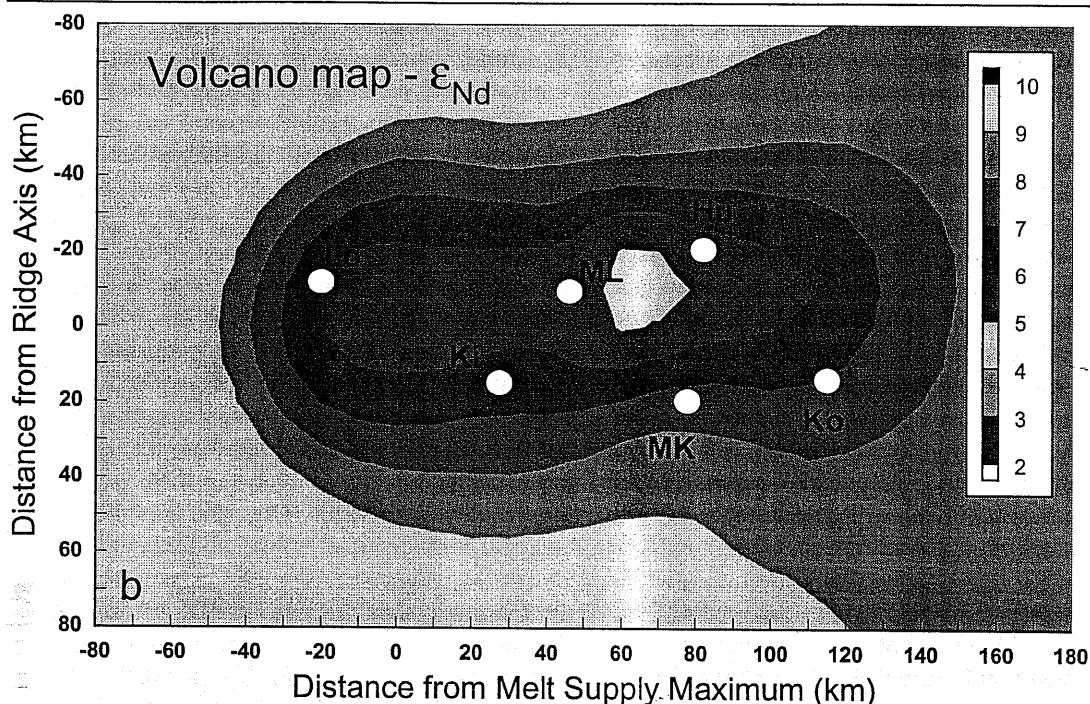 -80
-60
-40
-20
0
20
40
60
80
Distance from Ridge Axis (km)
Volcano map - εNd
10
9
8
7
6
5
4
3
2
Lo
ML
Hu
Ki
MK
Ko
b
-80 -60 -40 -20 0 20 40 60 80 100 120 140 160 180
Distance from Melt Supply Maximum (km)